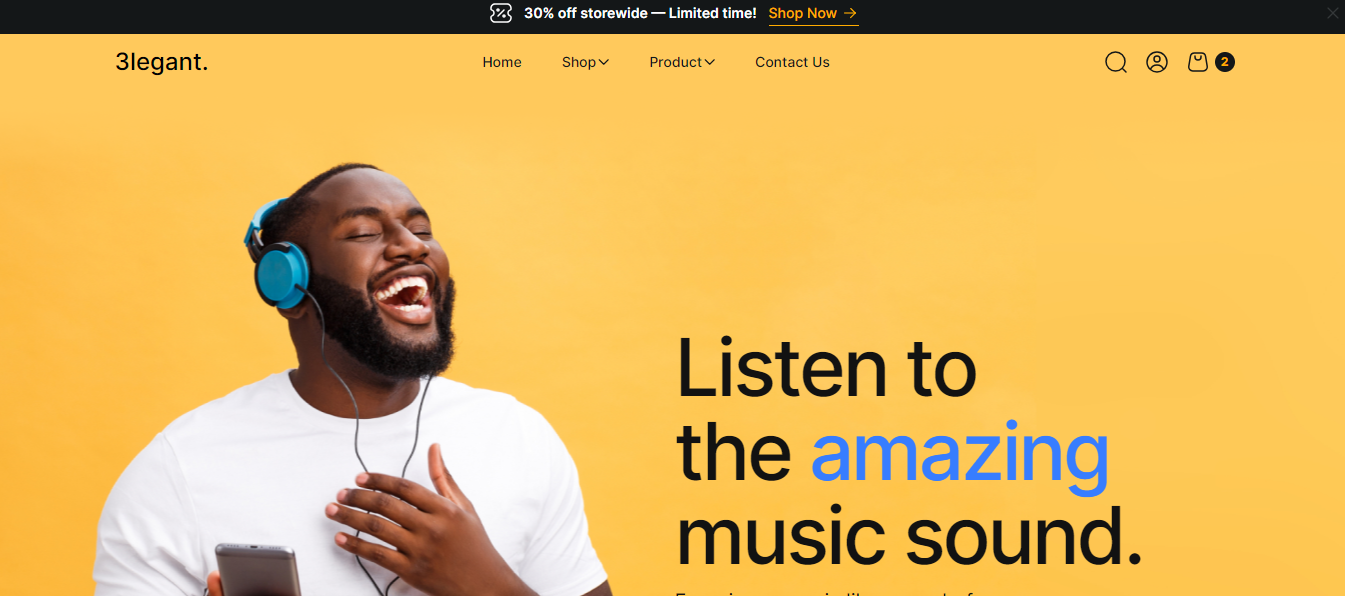 30% off storewide — Limited time! Shop Now →
3legant. Home Shop Product Contact Us 2
Listen to
the amazing
music sound.